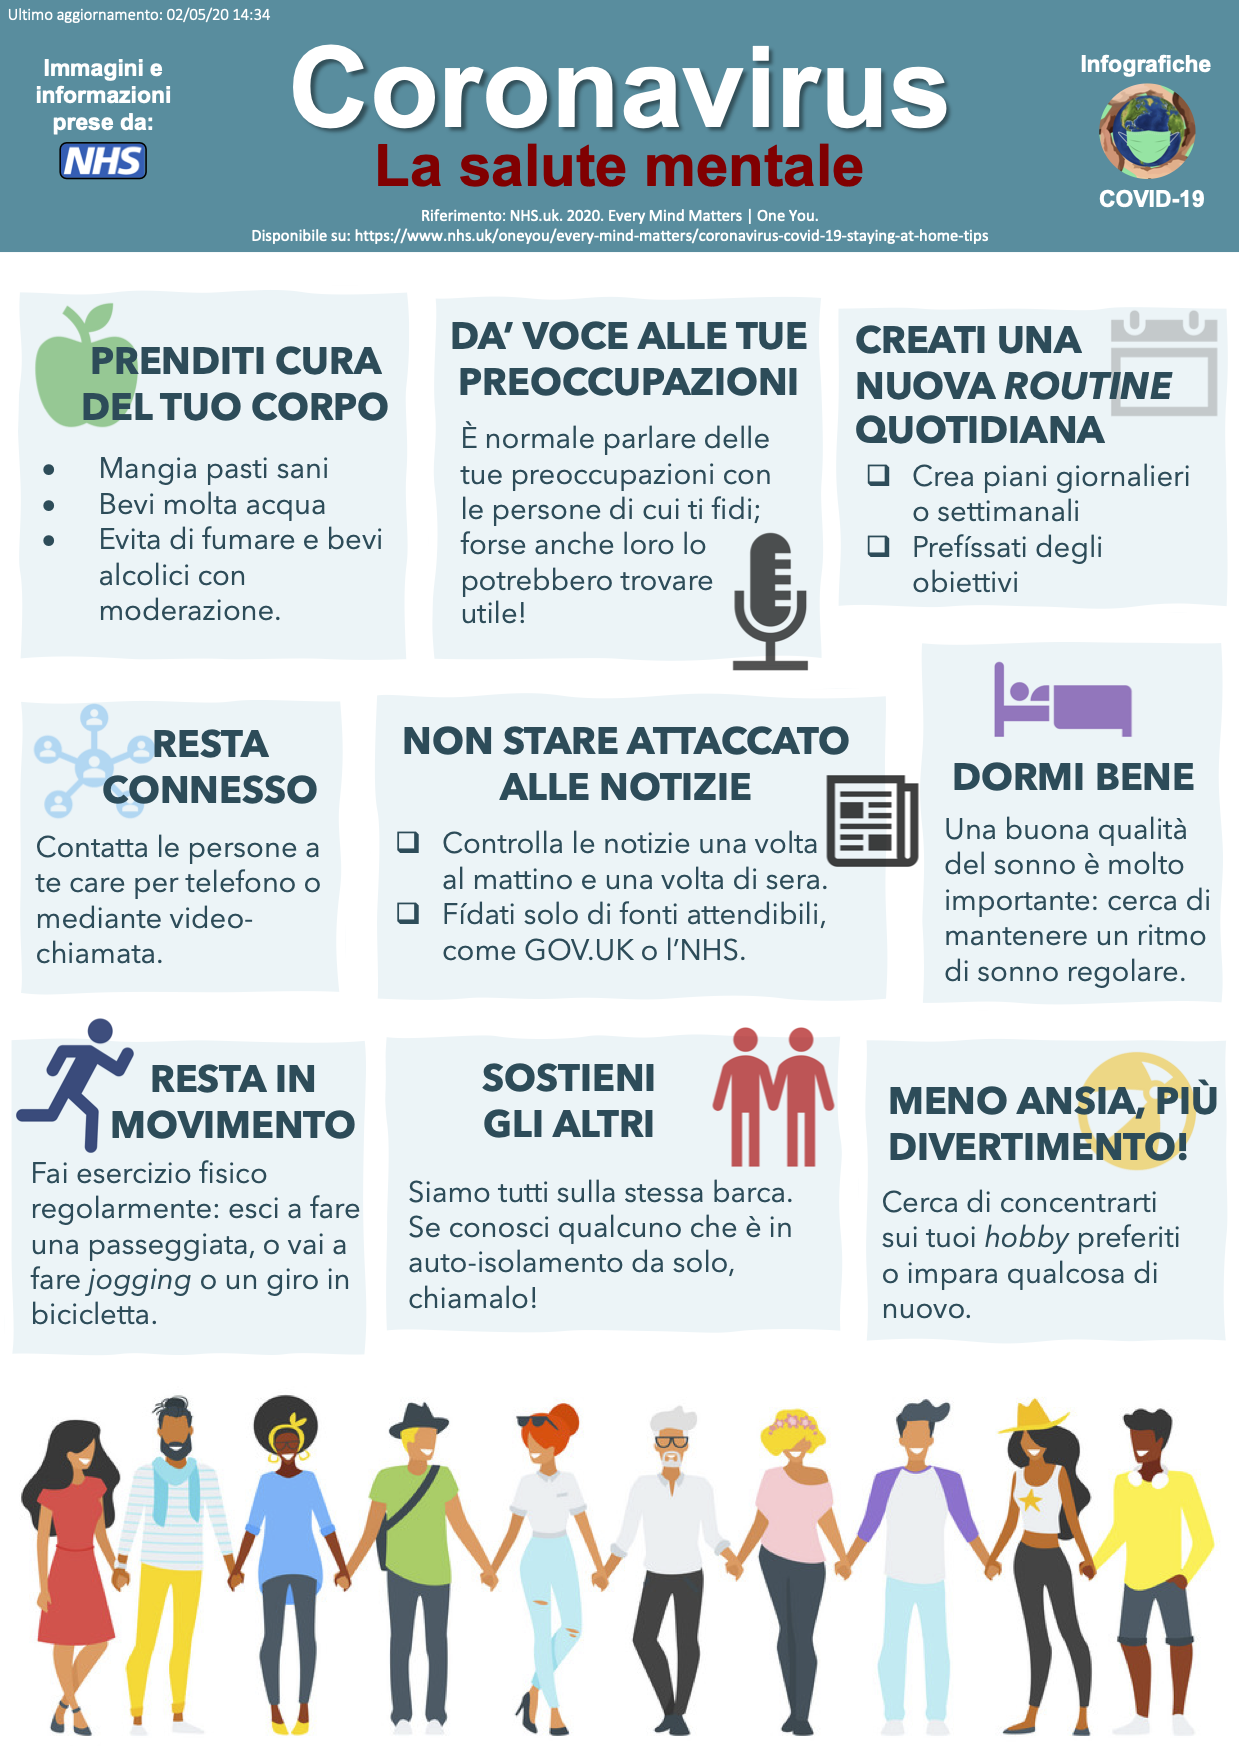 Ultimo aggiornamento: 02/05/20 14:34
Immagini e
informazioni
prese da:
NHS
Coronavirus
La salute mentale
Riferimento: NHS.uk. 2020. Every Mind Matters | One You.
Disponibile su: https://www.nhs.uk/oneyou/every-mind-matters/coronavirus-covid-19-staying-at-home-tips
Infografiche
COVID-19
PRENDITI CURA
DEL TUO CORPO
• Mangia pasti sani
• Bevi molta acqua
• Evita di fumare e bevi
alcolici con
moderazione.
DA’ VOCE ALLE TUE
PREOCCUPAZIONI
È normale parlare delle
tue preoccupazioni con
le persone di cui ti fidi;
forse anche loro lo
potrebbero trovare
utile!
CREATI UNA
NUOVA ROUTINE
QUOTIDIANA
❑ Crea piani giornalieri
o settimanali
❑ Prefíssati degli
obiettivi
RESTA
CONNESSO
Contatta le persone a
te care per telefono o
mediante video-
chiamata.
NON STARE ATTACCATO
ALLE NOTIZIE
❑ Controlla le notizie una volta
al mattino e una volta di sera.
❑ Fídati solo di fonti attendibili,
come GOV.UK o l’NHS.
DORMI BENE
Una buona qualità
del sonno è molto
importante: cerca di
mantenere un ritmo
di sonno regolare.
RESTA IN
MOVIMENTO
Fai esercizio fisico
regolarmente: esci a fare
una passeggiata, o vai a
fare jogging o un giro in
bicicletta.
SOSTIENI
GLI ALTRI
Siamo tutti sulla stessa barca.
Se conosci qualcuno che è in
auto-isolamento da solo,
chiamalo!
MENO ANSIA, PIÙ
DIVERTIMENTO!
Cerca di concentrarti
sui tuoi hobby preferiti
o impara qualcosa di
nuovo.